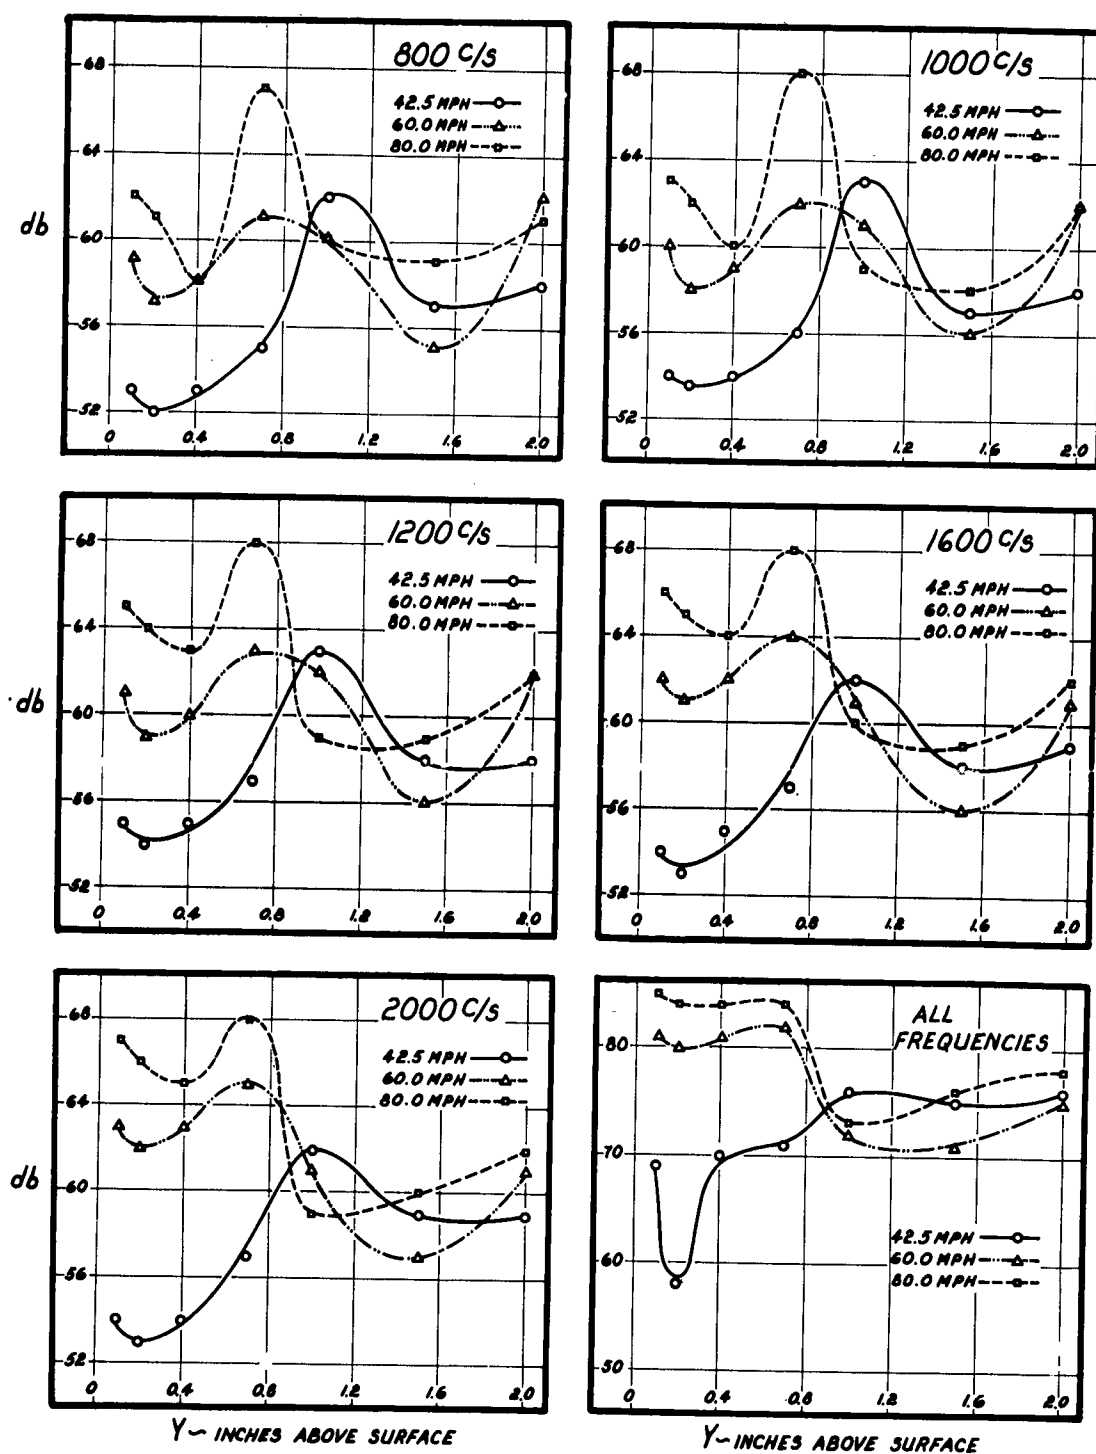 800 C/S
68
42.5 MPH
60.0 MPH
80.0 MPH
64
db
60
56
52
0 0.4 0.8 1.2 1.6 2.0
1000 C/S
68
42.5 MPH
60.0 MPH
80.0 MPH
64
60
56
52
0 0.4 0.8 1.2 1.6 2.0
1200 C/S
68
42.5 MPH
60.0 MPH
80.0 MPH
64
db
60
56
52
0 0.4 0.8 1.2 1.6 2.0
1600 C/S
68
42.5 MPH
60.0 MPH
80.0 MPH
64
60
56
52
0 0.4 0.8 1.2 1.6 2.0
2000 C/S
68
42.5 MPH
60.0 MPH
80.0 MPH
64
db
60
56
52
0 0.4 0.8 1.2 1.6 2.0
Y~ INCHES ABOVE SURFACE
ALL
FREQUENCIES
80
70
42.5 MPH
60.0 MPH
80.0 MPH
60
50
0 0.4 0.8 1.2 1.6 2.0
Y~ INCHES ABOVE SURFACE